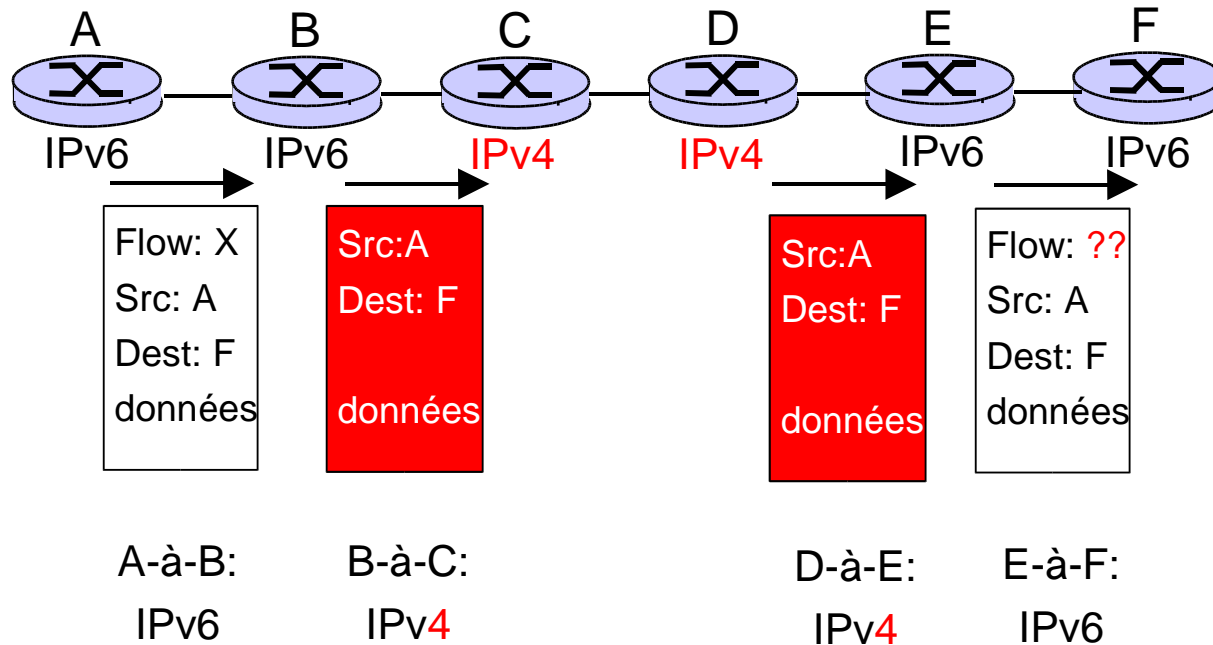 A B C D E F
IPv6 IPv6 IPv4 IPv4 IPv6 IPv6
Flow: X
Src: A
Dest: F
données
Src:A
Dest: F
données
Src:A
Dest: F
données
Flow: ??
Src: A
Dest: F
données
A-à-B:
IPv6
B-à-C:
IPv4
D-à-E:
IPv4
E-à-F:
IPv6